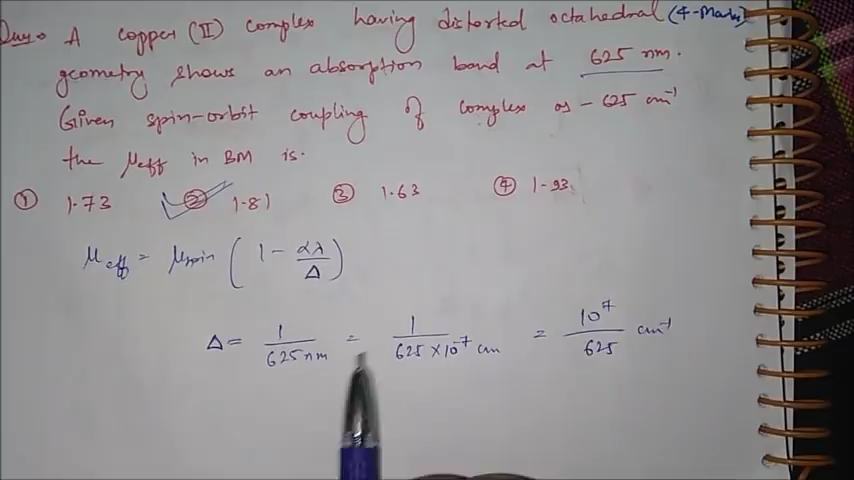 Ques A copper (II) complex having distorted octahedral (4-Marks)
geometry shows an absorption band at 625 nm.
Given spin-orbit coupling of complex as - 625 cm⁻¹
the μeff in BM is.
① 1.73 ② 1.81 ③ 1.63 ④ 1.93
μeff = μspin (1 - αλ/Δ)
Δ = 1/625 nm = 1/625 × 10⁻⁷ cm = 10⁷/625 cm⁻¹